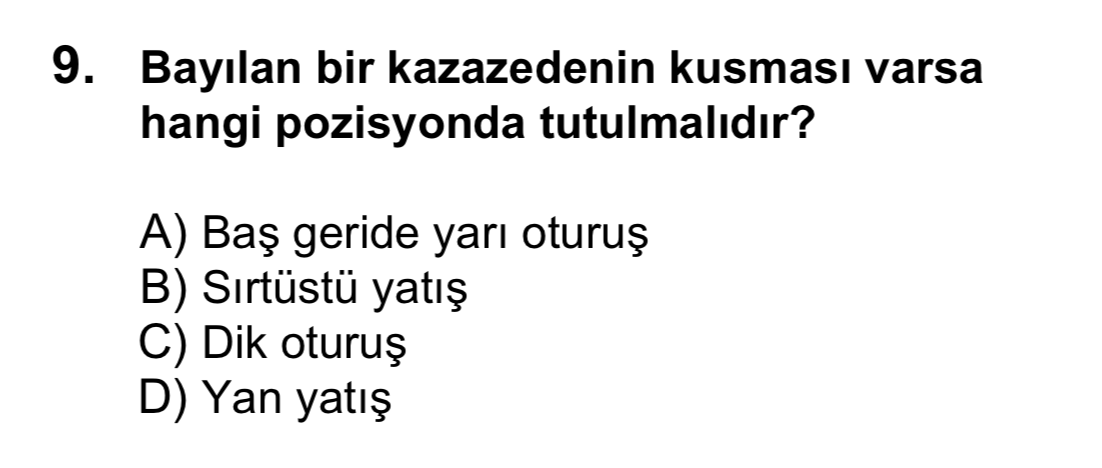 9. Bayılan bir kazazedenin kusması varsa
hangi pozisyonda tutulmalıdır?
A) Baş geride yarı oturuş
B) Sırtüstü yatış
C) Dik oturuş
D) Yan yatış